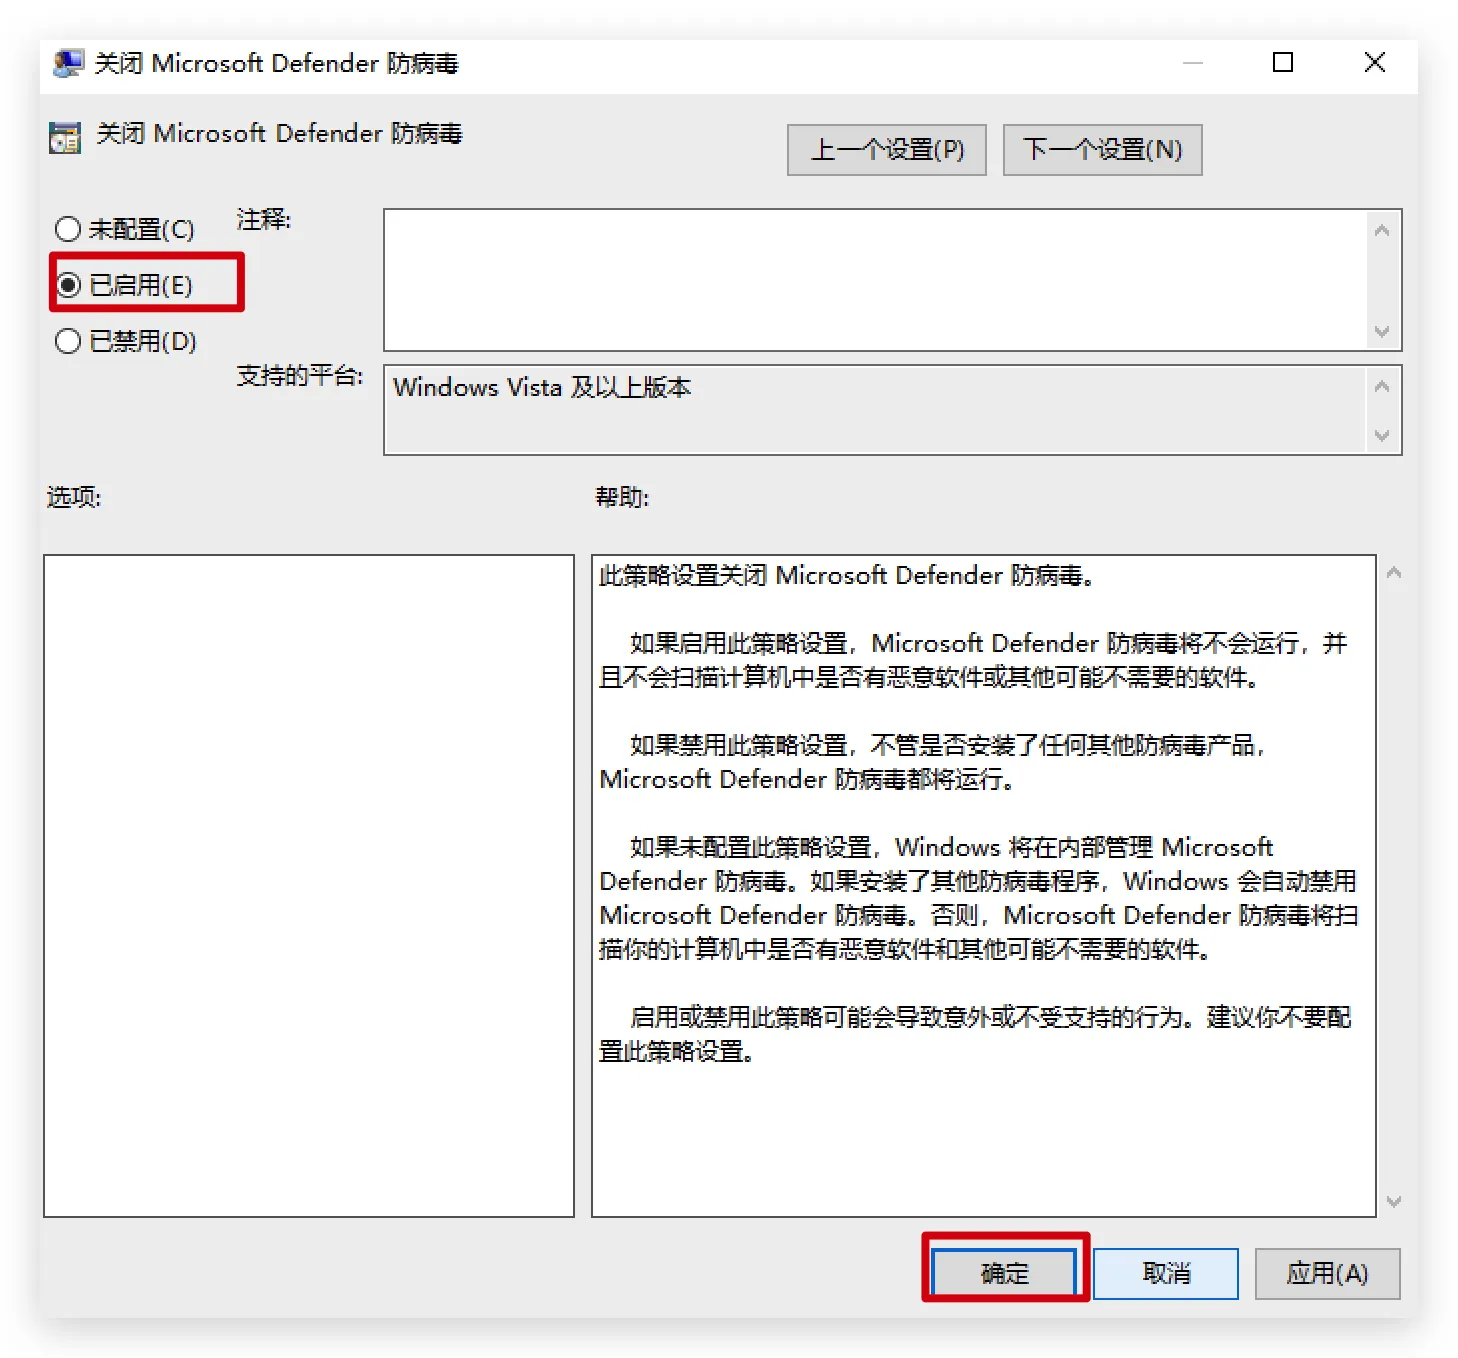 关闭 Microsoft Defender 防病毒
关闭 Microsoft Defender 防病毒
上一个设置(P)
下一个设置(N)
未配置(C)
注释:
已启用(E)
已禁用(D)
支持的平台:
Windows Vista 及以上版本
选项:
帮助:
此策略设置关闭 Microsoft Defender 防病毒。
如果启用此策略设置，Microsoft Defender 防病毒将不会运行，并
且不会扫描计算机中是否有恶意软件或其他可能不需要的软件。
如果禁用此策略设置，不管是否安装了任何其他防病毒产品，
Microsoft Defender 防病毒都将运行。
如果未配置此策略设置，Windows 将在内部管理 Microsoft
Defender 防病毒。如果安装了其他防病毒程序，Windows 会自动禁用
Microsoft Defender 防病毒。否则，Microsoft Defender 防病毒将扫
描你的计算机中是否有恶意软件和其他可能不需要的软件。
启用或禁用此策略可能会导致意外或不受支持的行为。建议你不要配
置此策略设置。
确定
取消
应用(A)